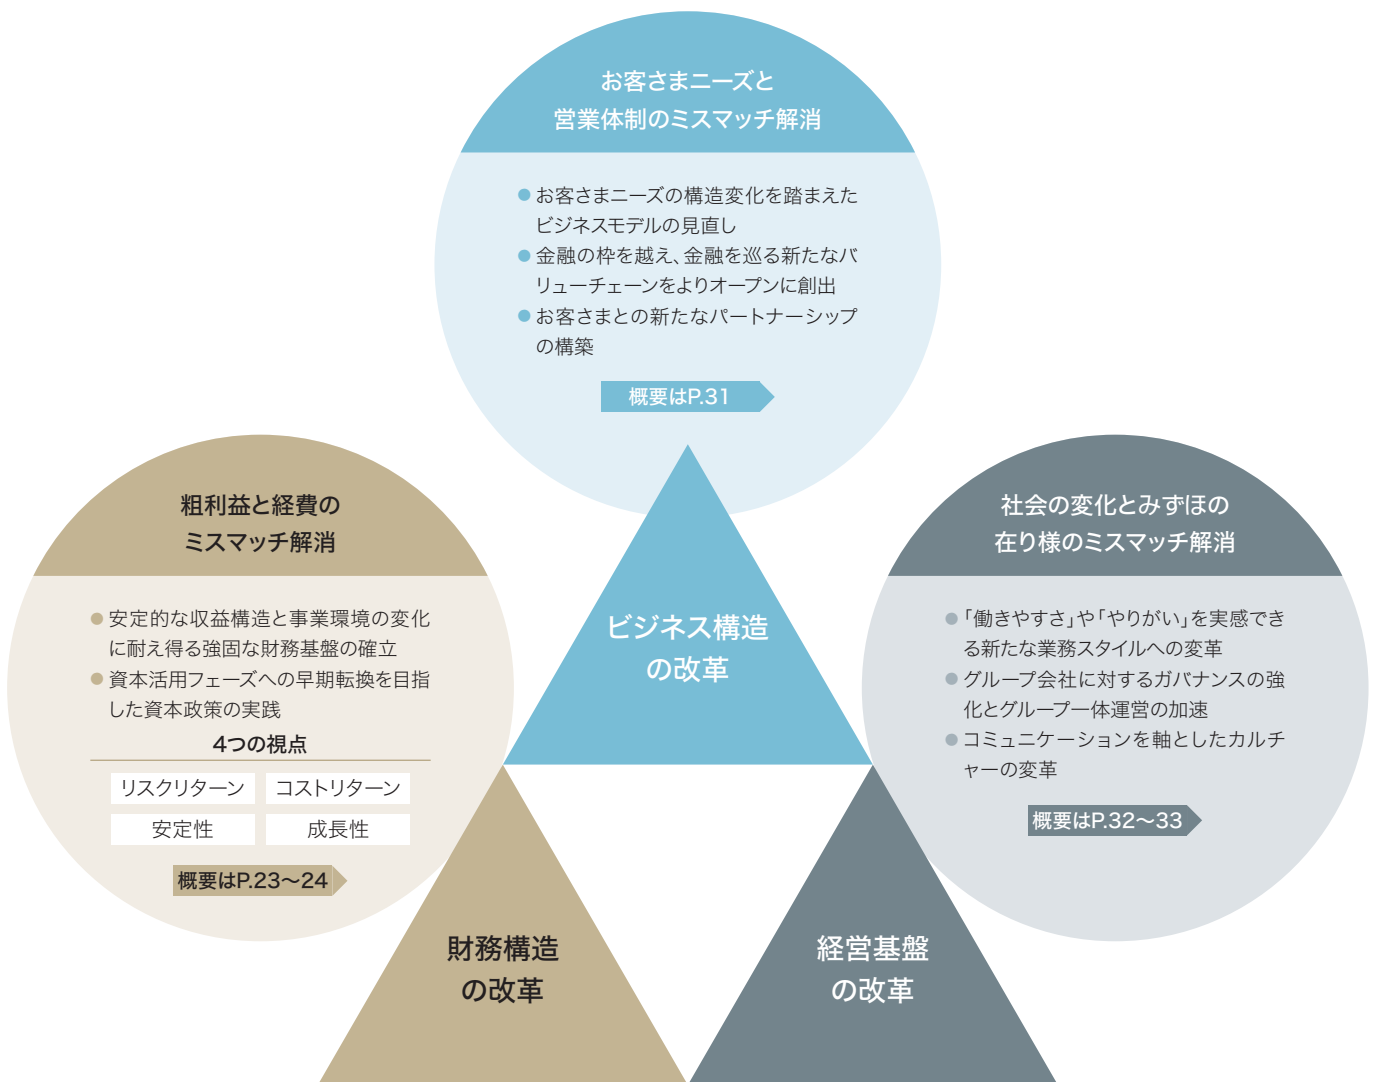 お客さまニーズと
営業体制のミスマッチ解消
● お客さまニーズの構造変化を踏まえた
ビジネスモデルの見直し
● 金融の枠を越え、金融を巡る新たなバ
リューチェーンをよりオープンに創出
● お客さまとの新たなパートナーシップ
の構築
概要はP.31
ビジネス構造
の改革
粗利益と経費の
ミスマッチ解消
● 安定的な収益構造と事業環境の変化
に耐え得る強固な財務基盤の確立
● 資本活用フェーズへの早期転換を目指
した資本政策の実践
4つの視点
リスクリターン コストリターン
安定性 成長性
概要はP.23〜24
財務構造
の改革
社会の変化とみずほの
在り様のミスマッチ解消
● 「働きやすさ」や「やりがい」を実感でき
る新たな業務スタイルへの変革
● グループ会社に対するガバナンスの強
化とグループ一体運営の加速
● コミュニケーションを軸としたカルチ
ャーの変革
概要はP.32〜33
経営基盤
の改革